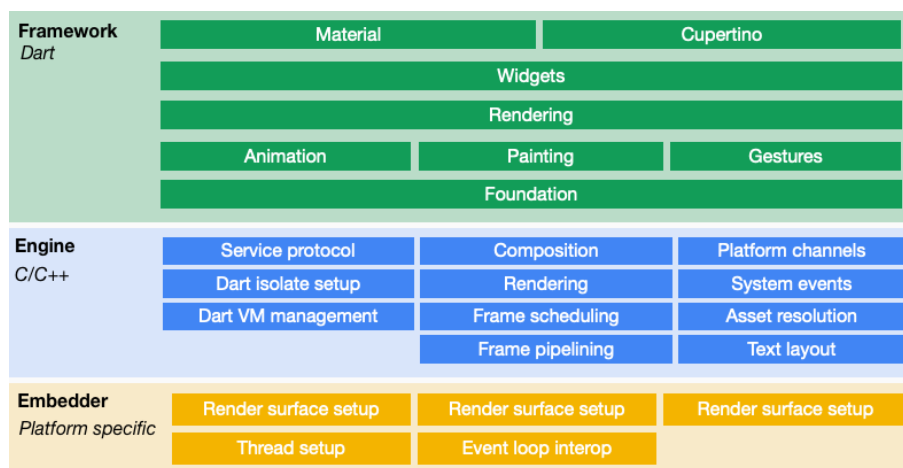 Framework
Dart
Material Cupertino
Widgets
Rendering
Animation Painting Gestures
Foundation
Engine
C/C++
Service protocol Composition Platform channels
Dart isolate setup Rendering System events
Dart VM management Frame scheduling Asset resolution
Frame pipelining Text layout
Embedder
Platform specific
Render surface setup Render surface setup Render surface setup
Thread setup Event loop interop